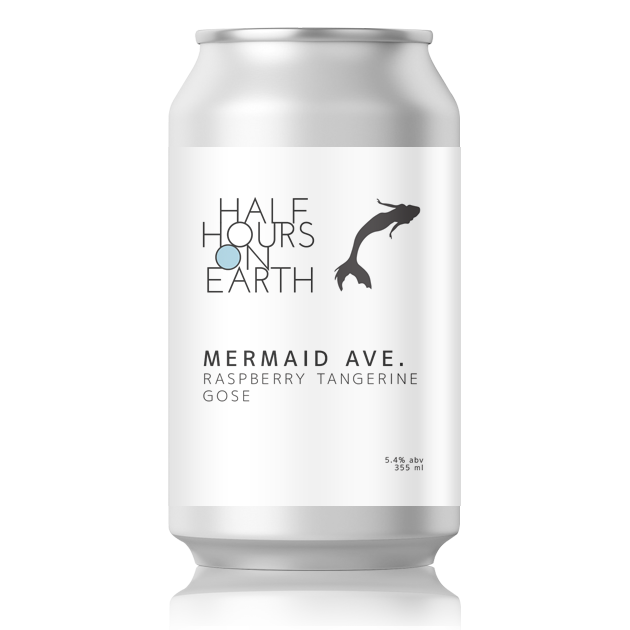 HALF
HOURS
ON
EARTH
MERMAID AVE.
RASPBERRY TANGERINE
GOSE
5.4% abv
355 ml